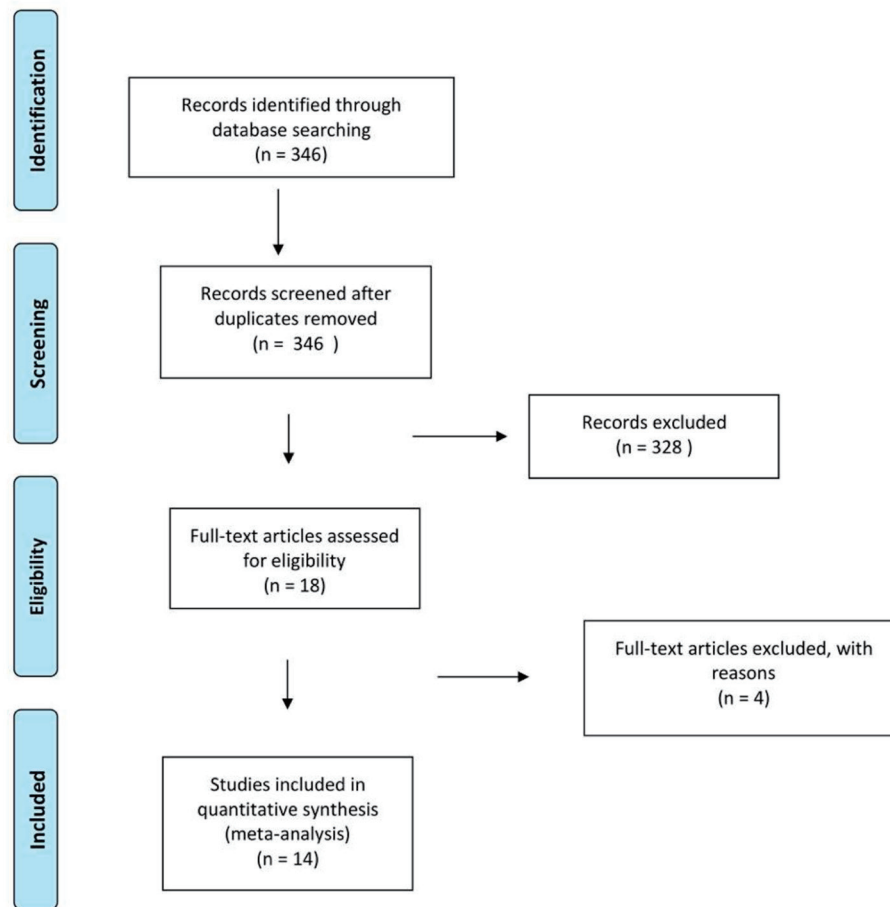 Identification
Records identified through
database searching
(n = 346)
Screening
Records screened after
duplicates removed
(n = 346 )
Records excluded
(n = 328 )
Eligibility
Full-text articles assessed
for eligibility
(n = 18)
Full-text articles excluded, with
reasons
(n = 4)
Included
Studies included in
quantitative synthesis
(meta-analysis)
(n = 14)